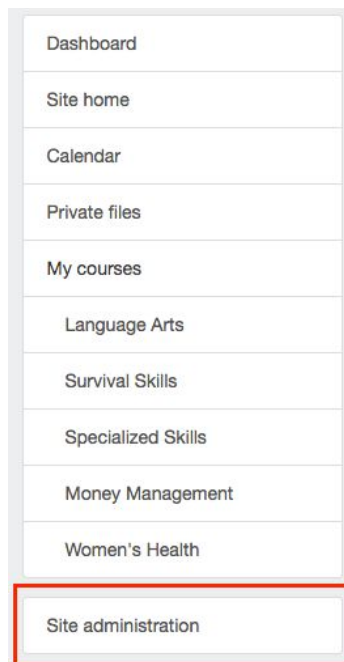 Dashboard
Site home
Calendar
Private files
My courses
Language Arts
Survival Skills
Specialized Skills
Money Management
Women's Health
Site administration